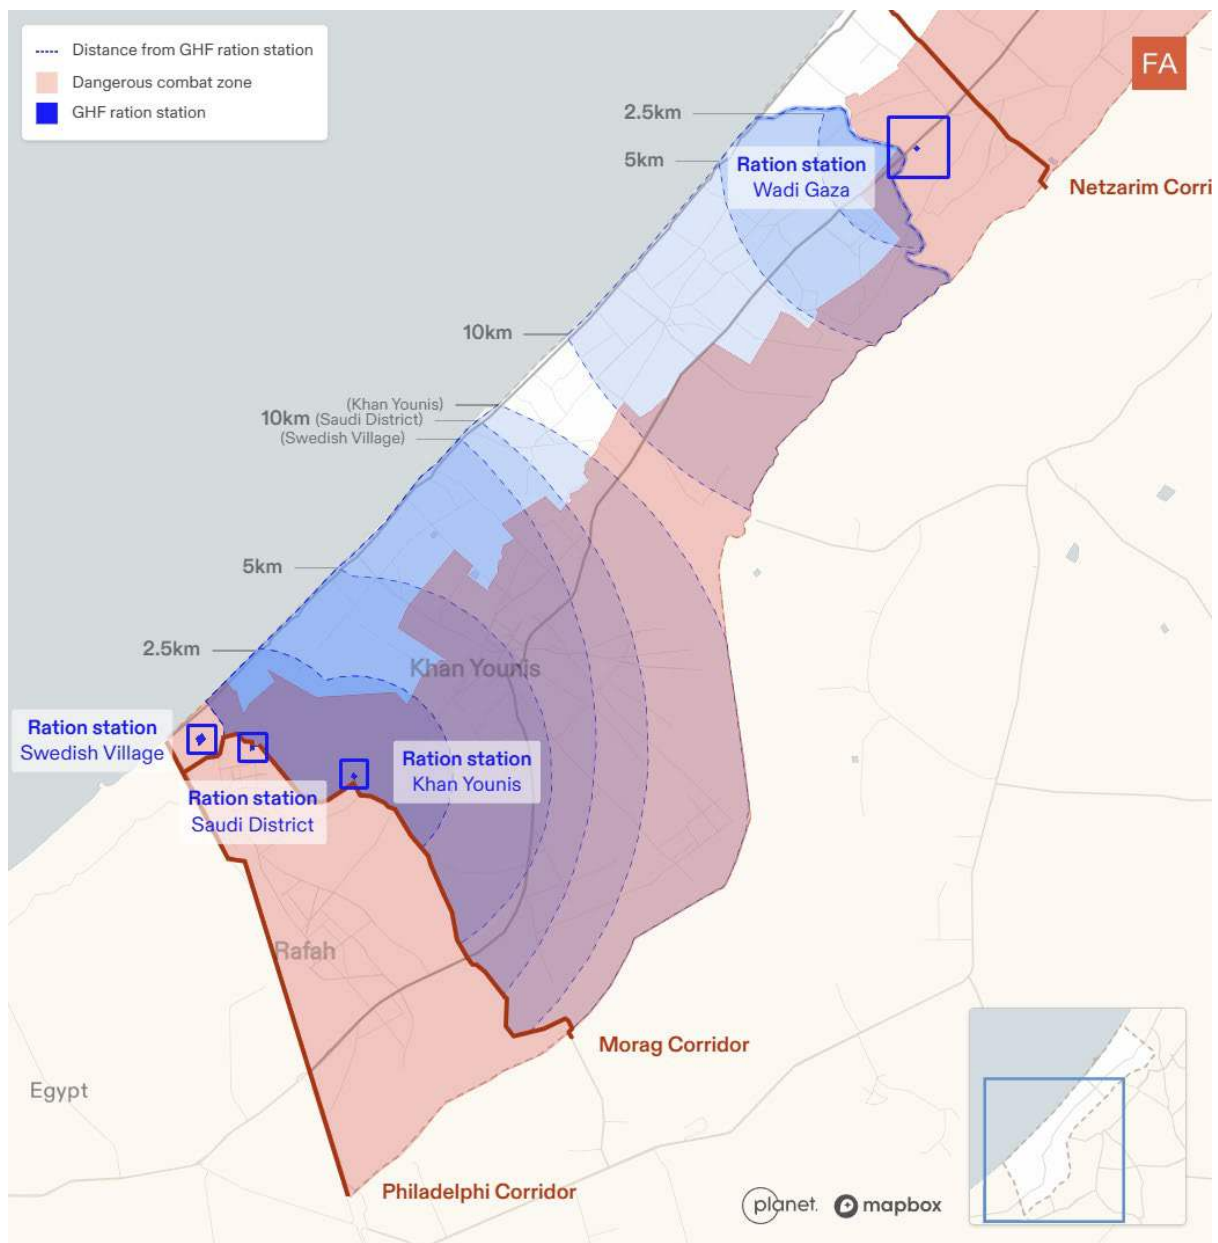 Distance from GHF ration station
Dangerous combat zone
GHF ration station
FA
2.5km
5km
Ration station
Wadi Gaza
Netzarim Corri
10km
(Khan Younis)
10km (Saudi District)
(Swedish Village)
5km
2.5km
Khan Younis
Ration station
Swedish Village
Ration station
Khan Younis
Ration station
Saudi District
Rafah
Morag Corridor
Egypt
Philadelphi Corridor
planet.
mapbox